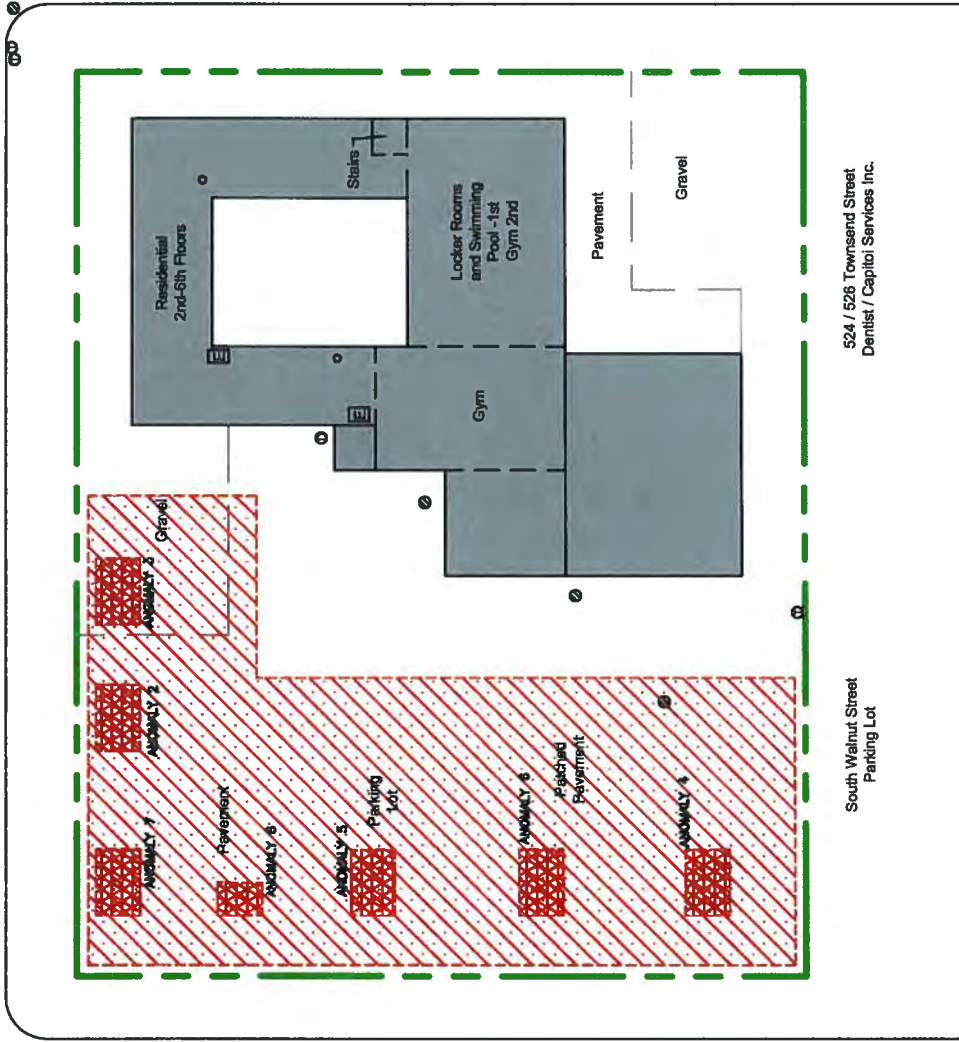 ANOMALY 7
ANOMALY 2
ANOMALY 3
Gravel
Pavement
ANOMALY 6
ANOMALY 5
Parking
Lot
ANOMALY 6
Patched
Pavement
ANOMALY 4
Residential
2nd-6th Floors
E
E
Stairs
Gym
Locker Rooms
and Swimming
Pool -1st
Gym 2nd
Pavement
Gravel
South Walnut Street
Parking Lot
524 / 526 Townsend Street
Dentist / Capitol Services Inc.